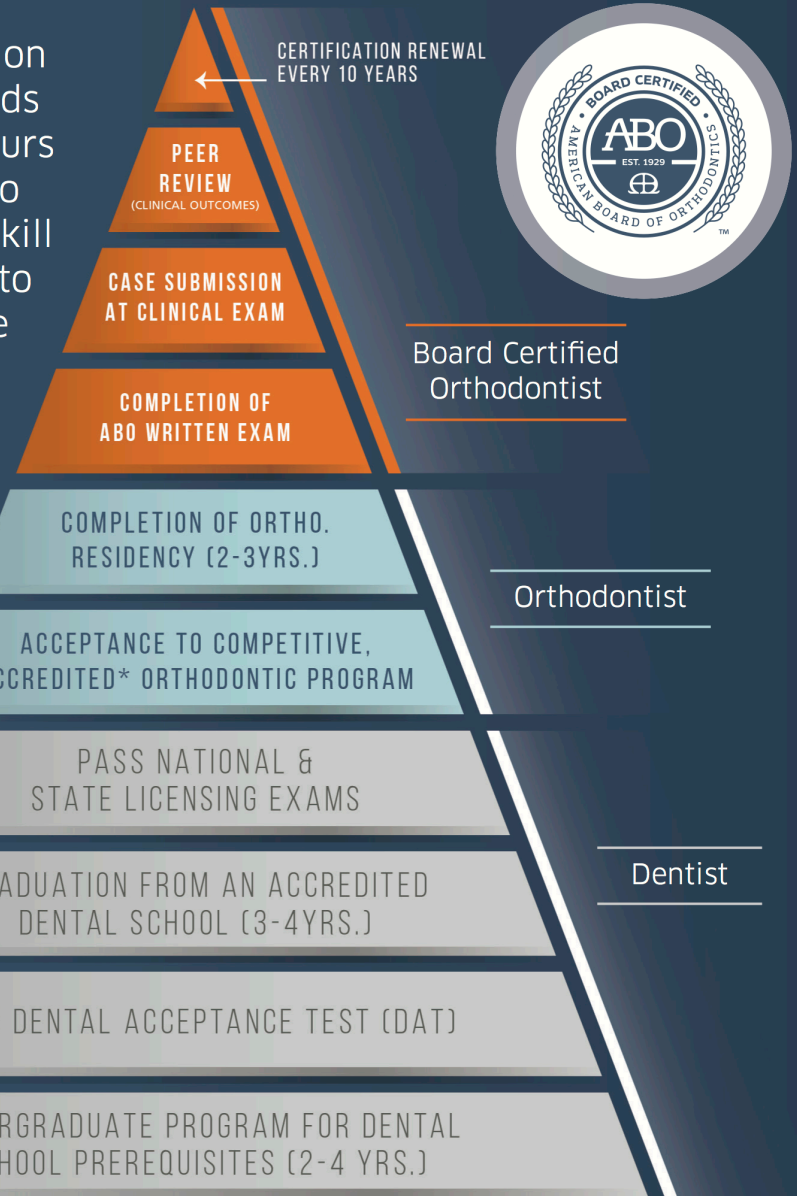 on
ds
urs
o
kill
to
e
CERTIFICATION RENEWAL
EVERY 10 YEARS
BOARD CERTIFIED
ABO
EST. 1929
AMERICAN BOARD OF ORTHODONTICS
TM
PEER
REVIEW
(CLINICAL OUTCOMES)
CASE SUBMISSION
AT CLINICAL EXAM
Board Certified
Orthodontist
COMPLETION OF
ABO WRITTEN EXAM
COMPLETION OF ORTHO.
RESIDENCY (2-3YRS.)
Orthodontist
ACCEPTANCE TO COMPETITIVE,
CCREDITED* ORTHODONTIC PROGRAM
PASS NATIONAL &
STATE LICENSING EXAMS
Dentist
ADUATION FROM AN ACCREDITED
DENTAL SCHOOL (3-4YRS.)
DENTAL ACCEPTANCE TEST (DAT)
RGRADUATE PROGRAM FOR DENTAL
HOOL PREREQUISITES (2-4 YRS.)